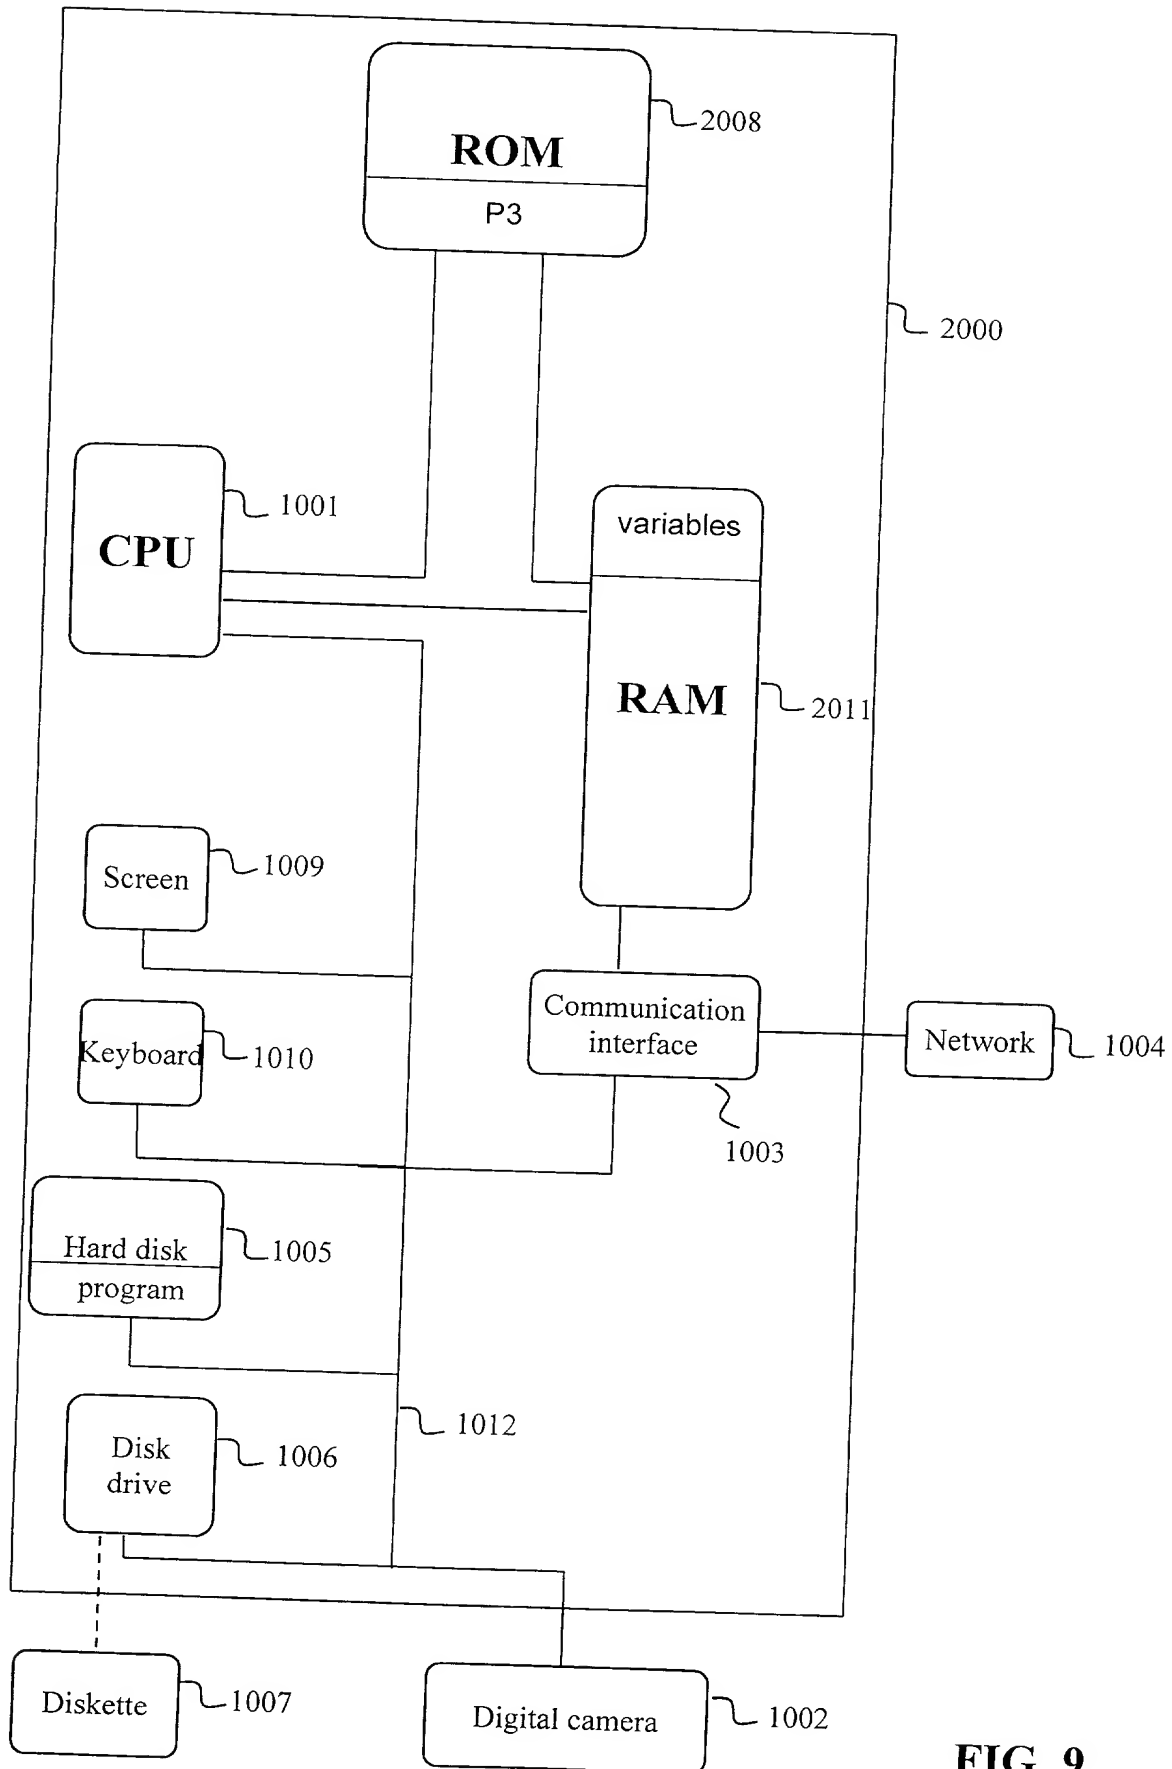 ROM
2008
P3
2000
CPU
1001
variables
RAM
2011
Screen
1009
Keyboard
1010
Communication
interface
1003
Network
1004
Hard disk
program
1005
1012
Disk
drive
1006
Diskette
1007
Digital camera
1002
FIG. 9